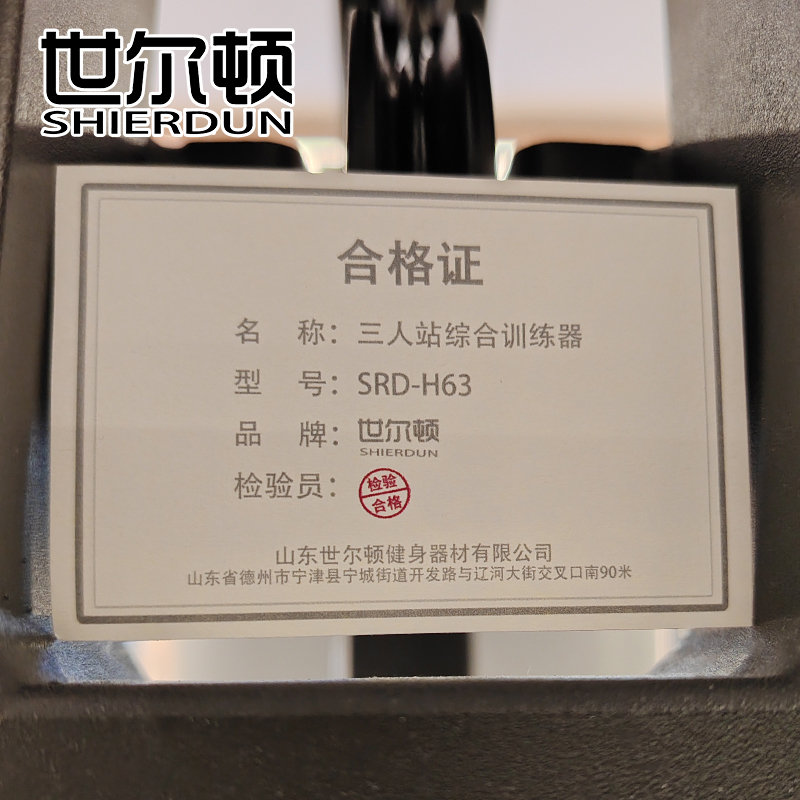 世尔顿
SHIERDUN
合格证
名 称：三人站综合训练器
型 号：SRD-H63
品 牌：世尔顿
SHIERDUN
检验员：检验
合格
山东世尔顿健身器材有限公司
山东省德州市宁津县宁城街道开发路与辽河大街交叉口南90米